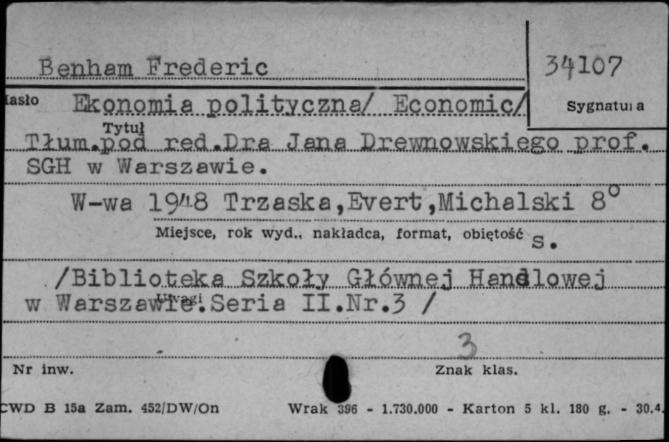 Benham Frederic
34107
Hasło Ekonomia polityczna/ Economic/
Sygnatura
Tytuł
Tłum.pod red.Dra Jana Drewnowskiego prof.
SGH w Warszawie.
W-wa 1948 Trzaska,Evert,Michalski 8°
Miejsce, rok wyd., nakładca, format, objętość s.
/Biblioteka Szkoły Głównej Handlowej
w Warszawie.Seria II.Nr.3 /
Uwagi
3
Nr inw.
Znak klas.
CWD B 15a Zam. 452/DW/On Wrak 396 - 1.730.000 - Karton 5 kl. 180 g. - 30.4.